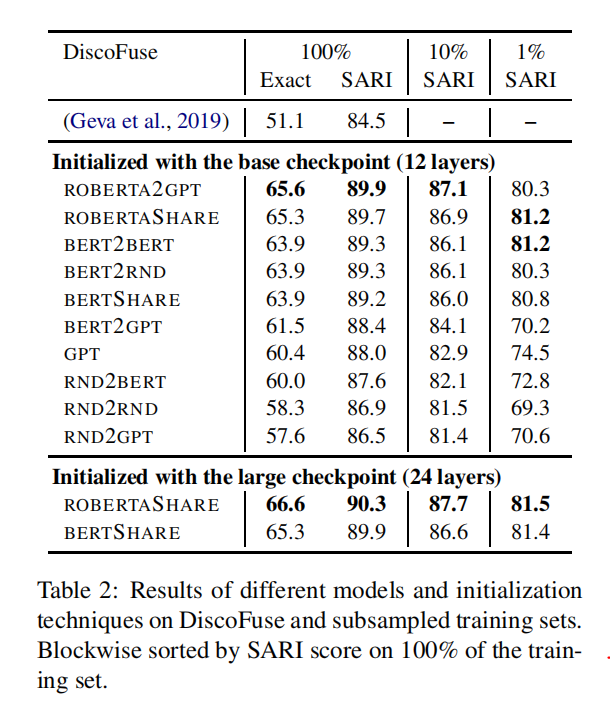 DiscoFuse 100% 10% 1%
Exact SARI SARI SARI
(Geva et al., 2019) 51.1 84.5 – –
Initialized with the base checkpoint (12 layers)
ROBERTA2GPT 65.6 89.9 87.1 80.3
ROBERTASHARE 65.3 89.7 86.9 81.2
BERT2BERT 63.9 89.3 86.1 81.2
BERT2RND 63.9 89.3 86.1 80.3
BERTSHARE 63.9 89.2 86.0 80.8
BERT2GPT 61.5 88.4 84.1 70.2
GPT 60.4 88.0 82.9 74.5
RND2BERT 60.0 87.6 82.1 72.8
RND2RND 58.3 86.9 81.5 69.3
RND2GPT 57.6 86.5 81.4 70.6
Initialized with the large checkpoint (24 layers)
ROBERTASHARE 66.6 90.3 87.7 81.5
BERTSHARE 65.3 89.9 86.6 81.4
Table 2: Results of different models and initialization
techniques on DiscoFuse and subsampled training sets.
Blockwise sorted by SARI score on 100% of the train-
ing set.